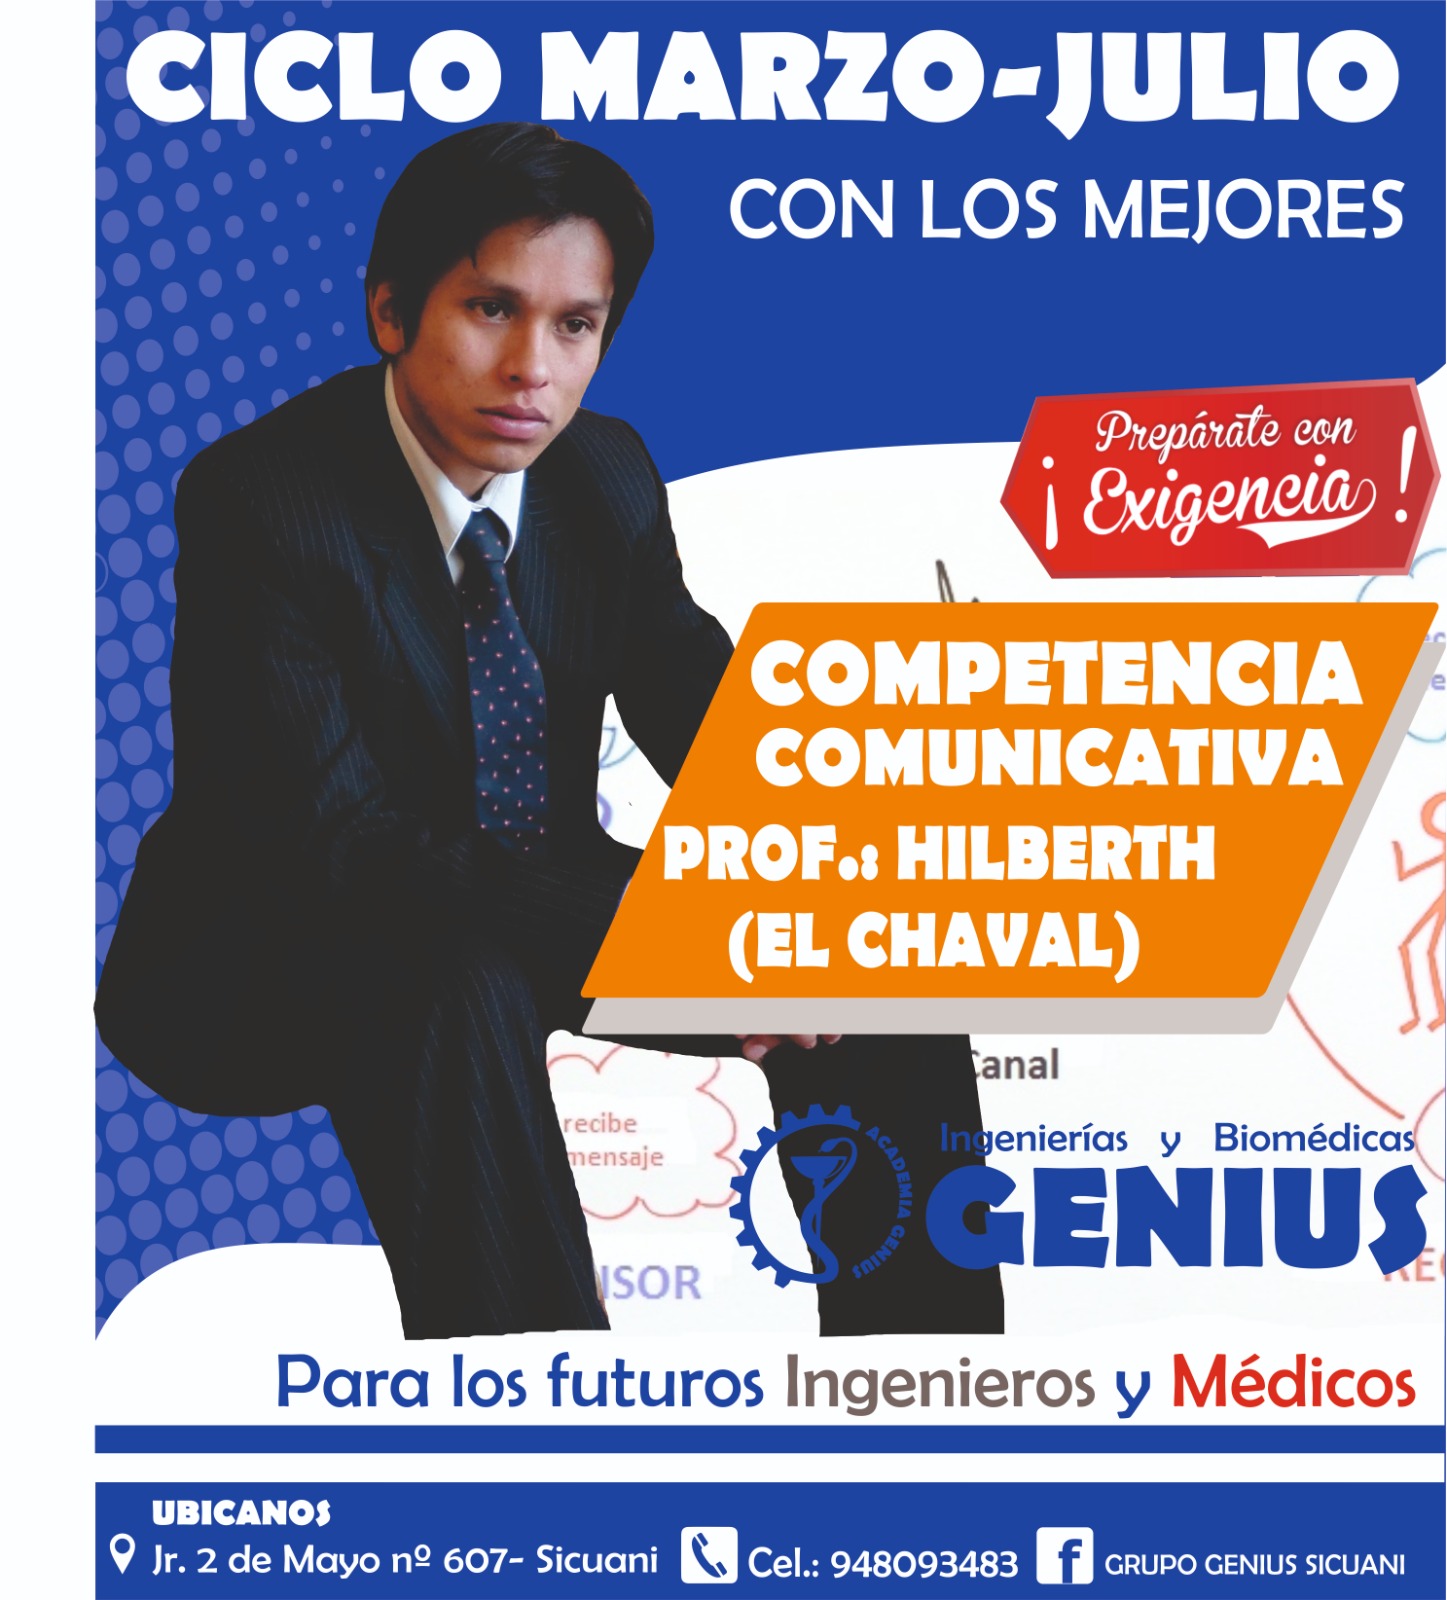 CICLO MARZO-JULIO
CON LOS MEJORES
Prepárate con
¡Exigencia!
COMPETENCIA
COMUNICATIVA
PROF.: HILBERTH
(EL CHAVAL)
Canal
recibe
mensaje
ACADEMIA GENIUS
Ingenierías y Biomédicas
GENIUS
ISOR
REC
Para los futuros Ingenieros y Médicos
UBICANOS
Jr. 2 de Mayo nº 607- Sicuani
Cel.: 948093483
f
GRUPO GENIUS SICUANI